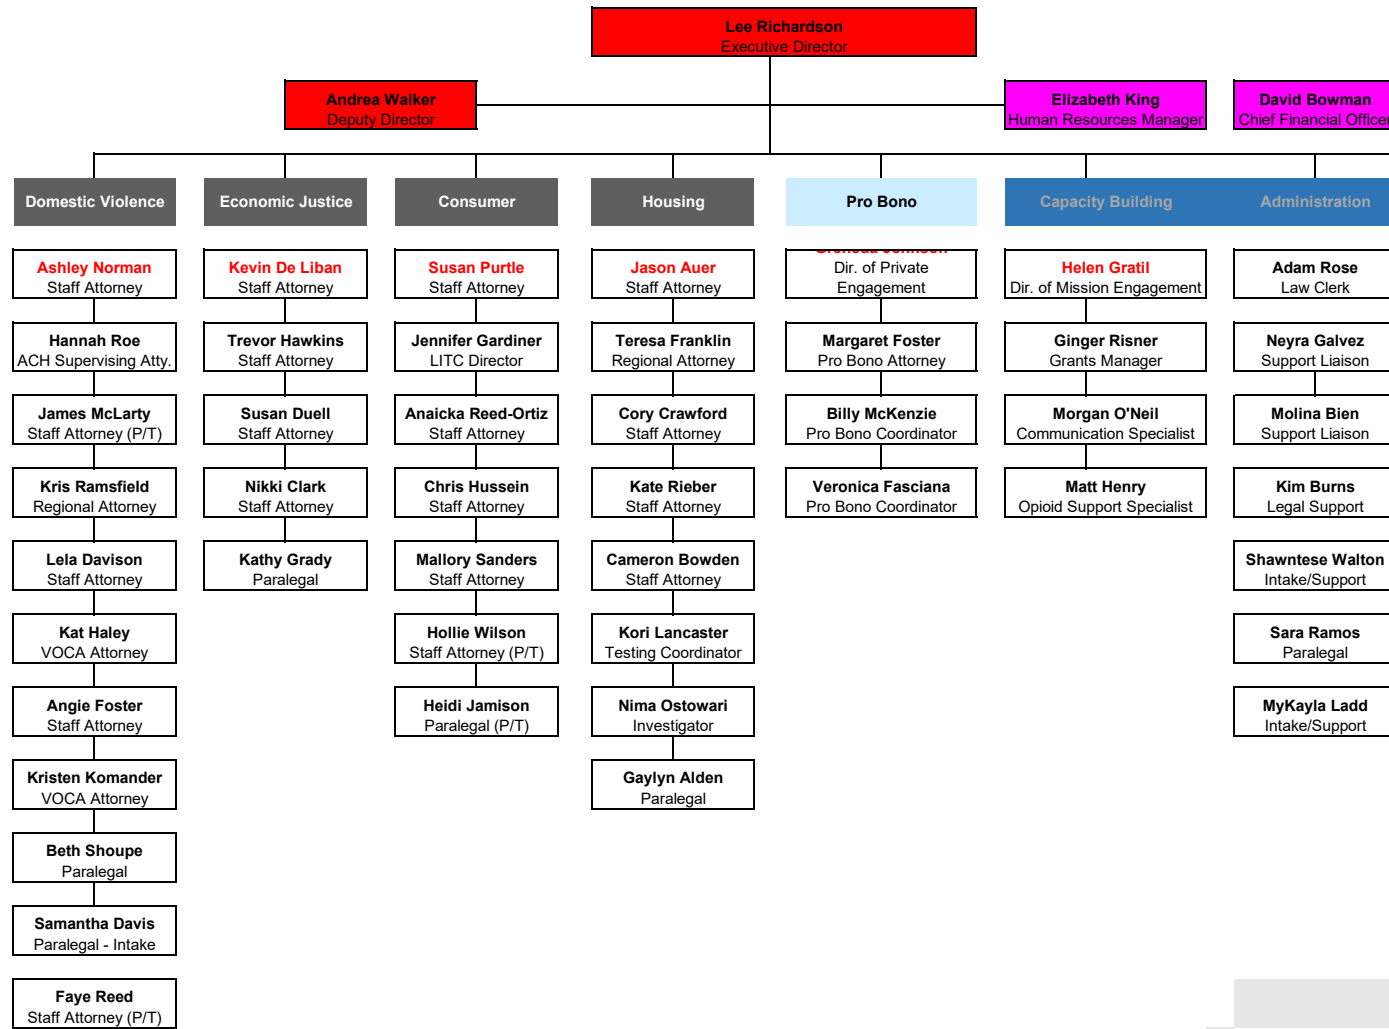 Lee Richardson
Executive Director
Andrea Walker
Deputy Director
Elizabeth King
Human Resources Manager
David Bowman
Chief Financial Officer
Domestic Violence
Economic Justice
Consumer
Housing
Pro Bono
Capacity Building
Administration
Ashley Norman
Staff Attorney
Hannah Roe
ACH Supervising Atty.
James McLarty
Staff Attorney (P/T)
Kris Ramsfield
Regional Attorney
Lela Davison
Staff Attorney
Kat Haley
VOCA Attorney
Angie Foster
Staff Attorney
Kristen Komander
VOCA Attorney
Beth Shoupe
Paralegal
Samantha Davis
Paralegal - Intake
Faye Reed
Staff Attorney (P/T)
Kevin De Liban
Staff Attorney
Trevor Hawkins
Staff Attorney
Susan Duell
Staff Attorney
Nikki Clark
Staff Attorney
Kathy Grady
Paralegal
Susan Purtle
Staff Attorney
Jennifer Gardiner
LITC Director
Anaicka Reed-Ortiz
Staff Attorney
Chris Hussein
Staff Attorney
Mallory Sanders
Staff Attorney
Hollie Wilson
Staff Attorney (P/T)
Heidi Jamison
Paralegal (P/T)
Jason Auer
Staff Attorney
Teresa Franklin
Regional Attorney
Cory Crawford
Staff Attorney
Kate Rieber
Staff Attorney
Cameron Bowden
Staff Attorney
Kori Lancaster
Testing Coordinator
Nima Ostowari
Investigator
Gaylyn Alden
Paralegal
Johnson
Dir. of Private
Engagement
Margaret Foster
Pro Bono Attorney
Billy McKenzie
Pro Bono Coordinator
Veronica Fasciana
Pro Bono Coordinator
Helen Gratil
Dir. of Mission Engagement
Ginger Risner
Grants Manager
Morgan O'Neil
Communication Specialist
Matt Henry
Opioid Support Specialist
Adam Rose
Law Clerk
Neyra Galvez
Support Liaison
Molina Bien
Support Liaison
Kim Burns
Legal Support
Shawntese Walton
Intake/Support
Sara Ramos
Paralegal
MyKayla Ladd
Intake/Support